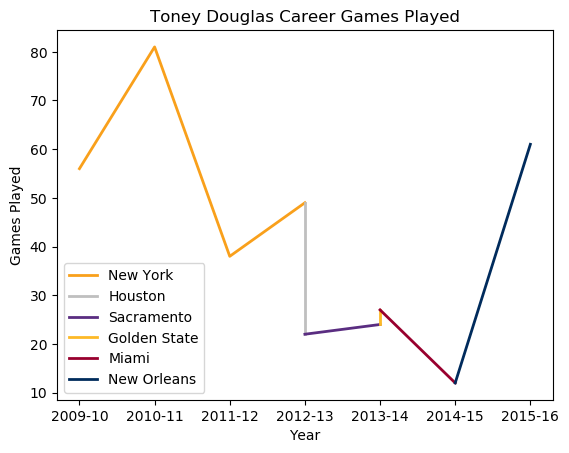 Toney Douglas Career Games Played
80
70
60
50
40
30
20
10
Games Played
New York
Houston
Sacramento
Golden State
Miami
New Orleans
2009-10 2010-11 2011-12 2012-13 2013-14 2014-15 2015-16
Year